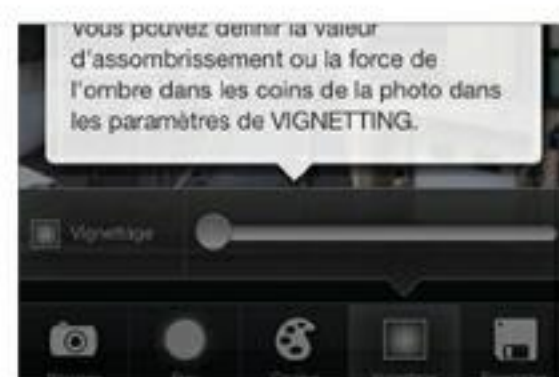 Vous pouvez définir la valeur
d'assombrissement ou la force de
l'ombre dans les coins de la photo dans
les paramètres de VIGNETTING.
Vignettage